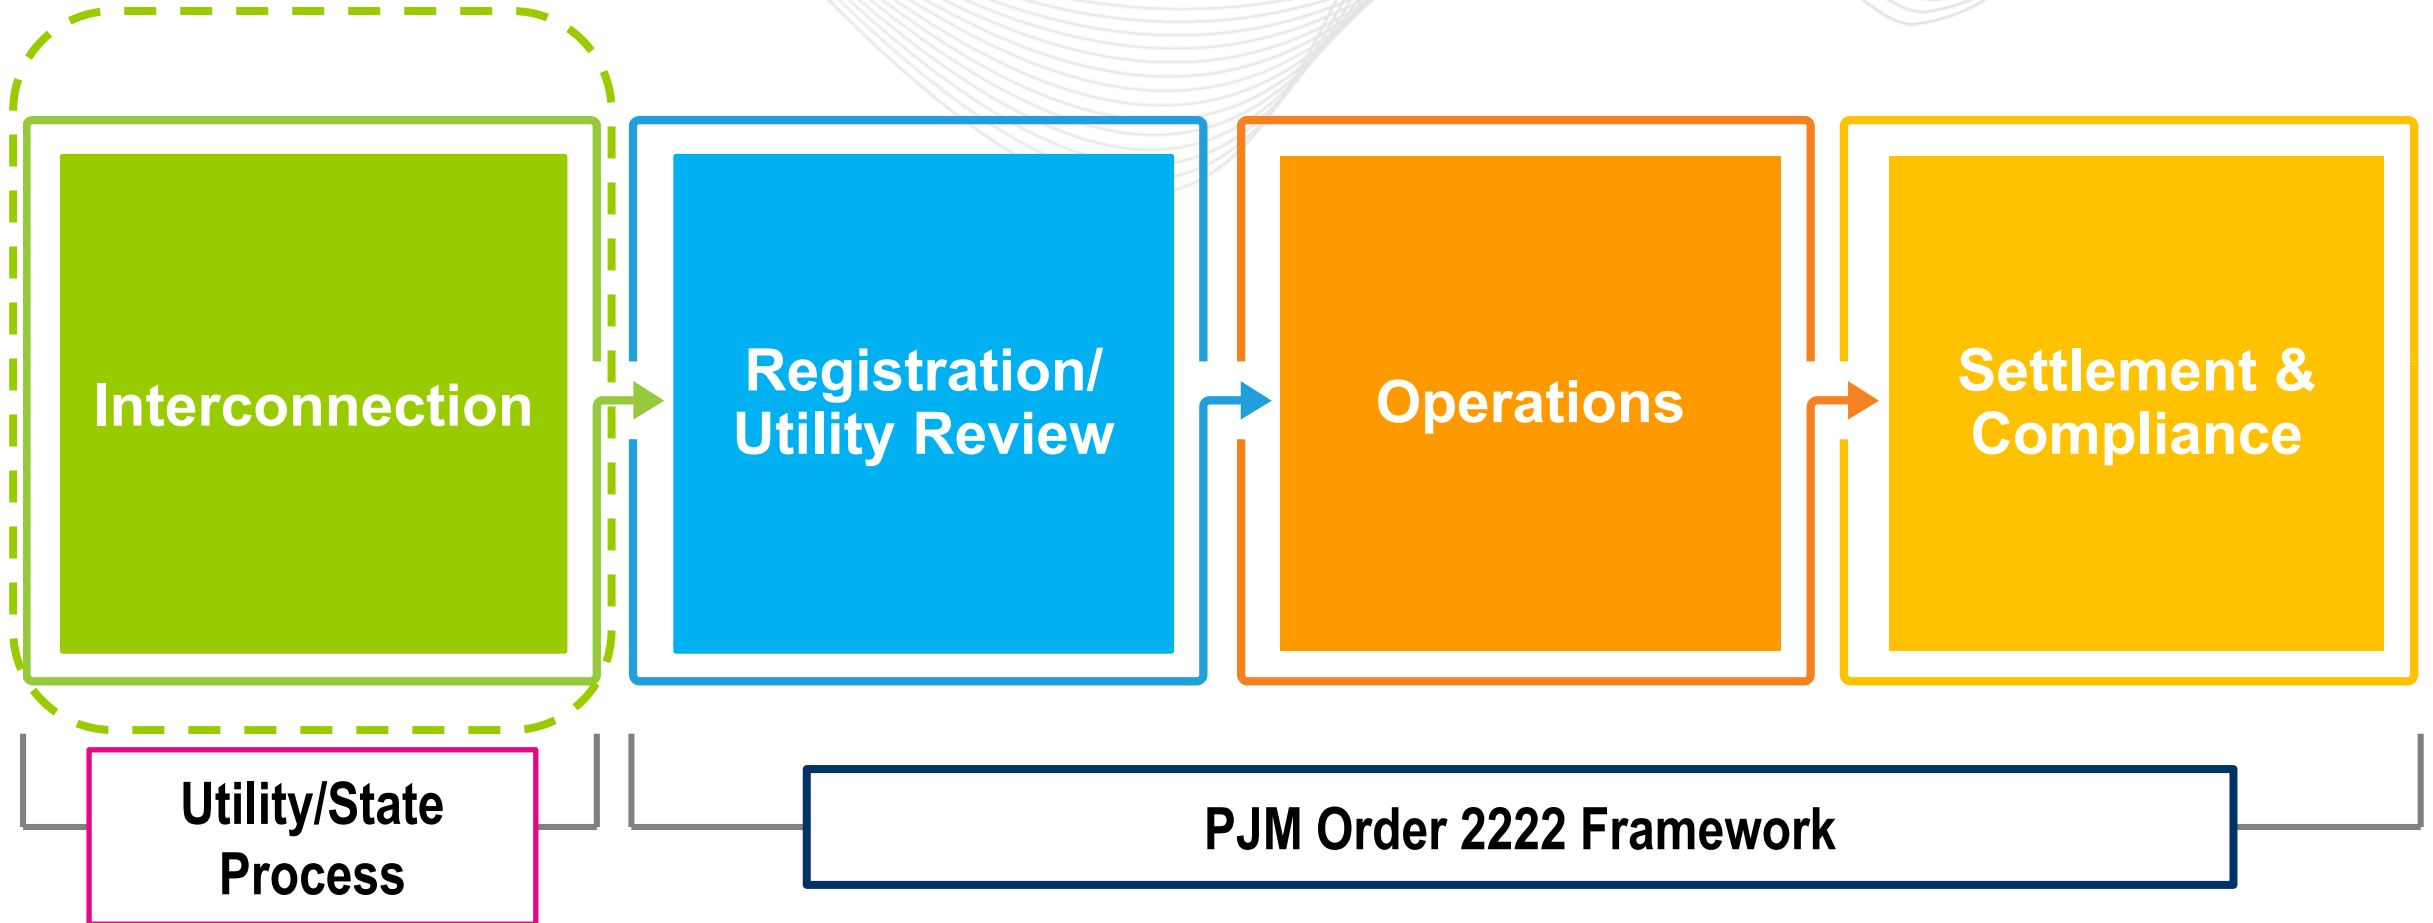 Interconnection
Registration/
Utility Review
Operations
Settlement &
Compliance
Utility/State
Process
PJM Order 2222 Framework